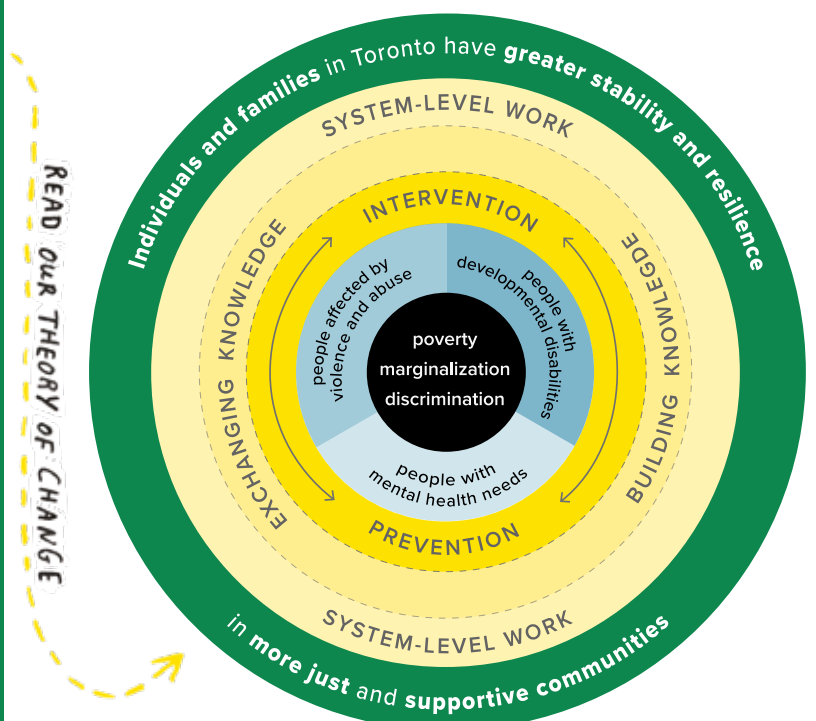 READ OUR THEORY OF CHANGE
Individuals and families in Toronto have greater stability and resilience
in more just and supportive communities
SYSTEM-LEVEL WORK
EXCHANGING KNOWLEDGE
BUILDING KNOWLEGDE
SYSTEM-LEVEL WORK
INTERVENTION
PREVENTION
people affected by
violence and abuse
people with
developmental disabilities
people with
mental health needs
poverty
marginalization
discrimination